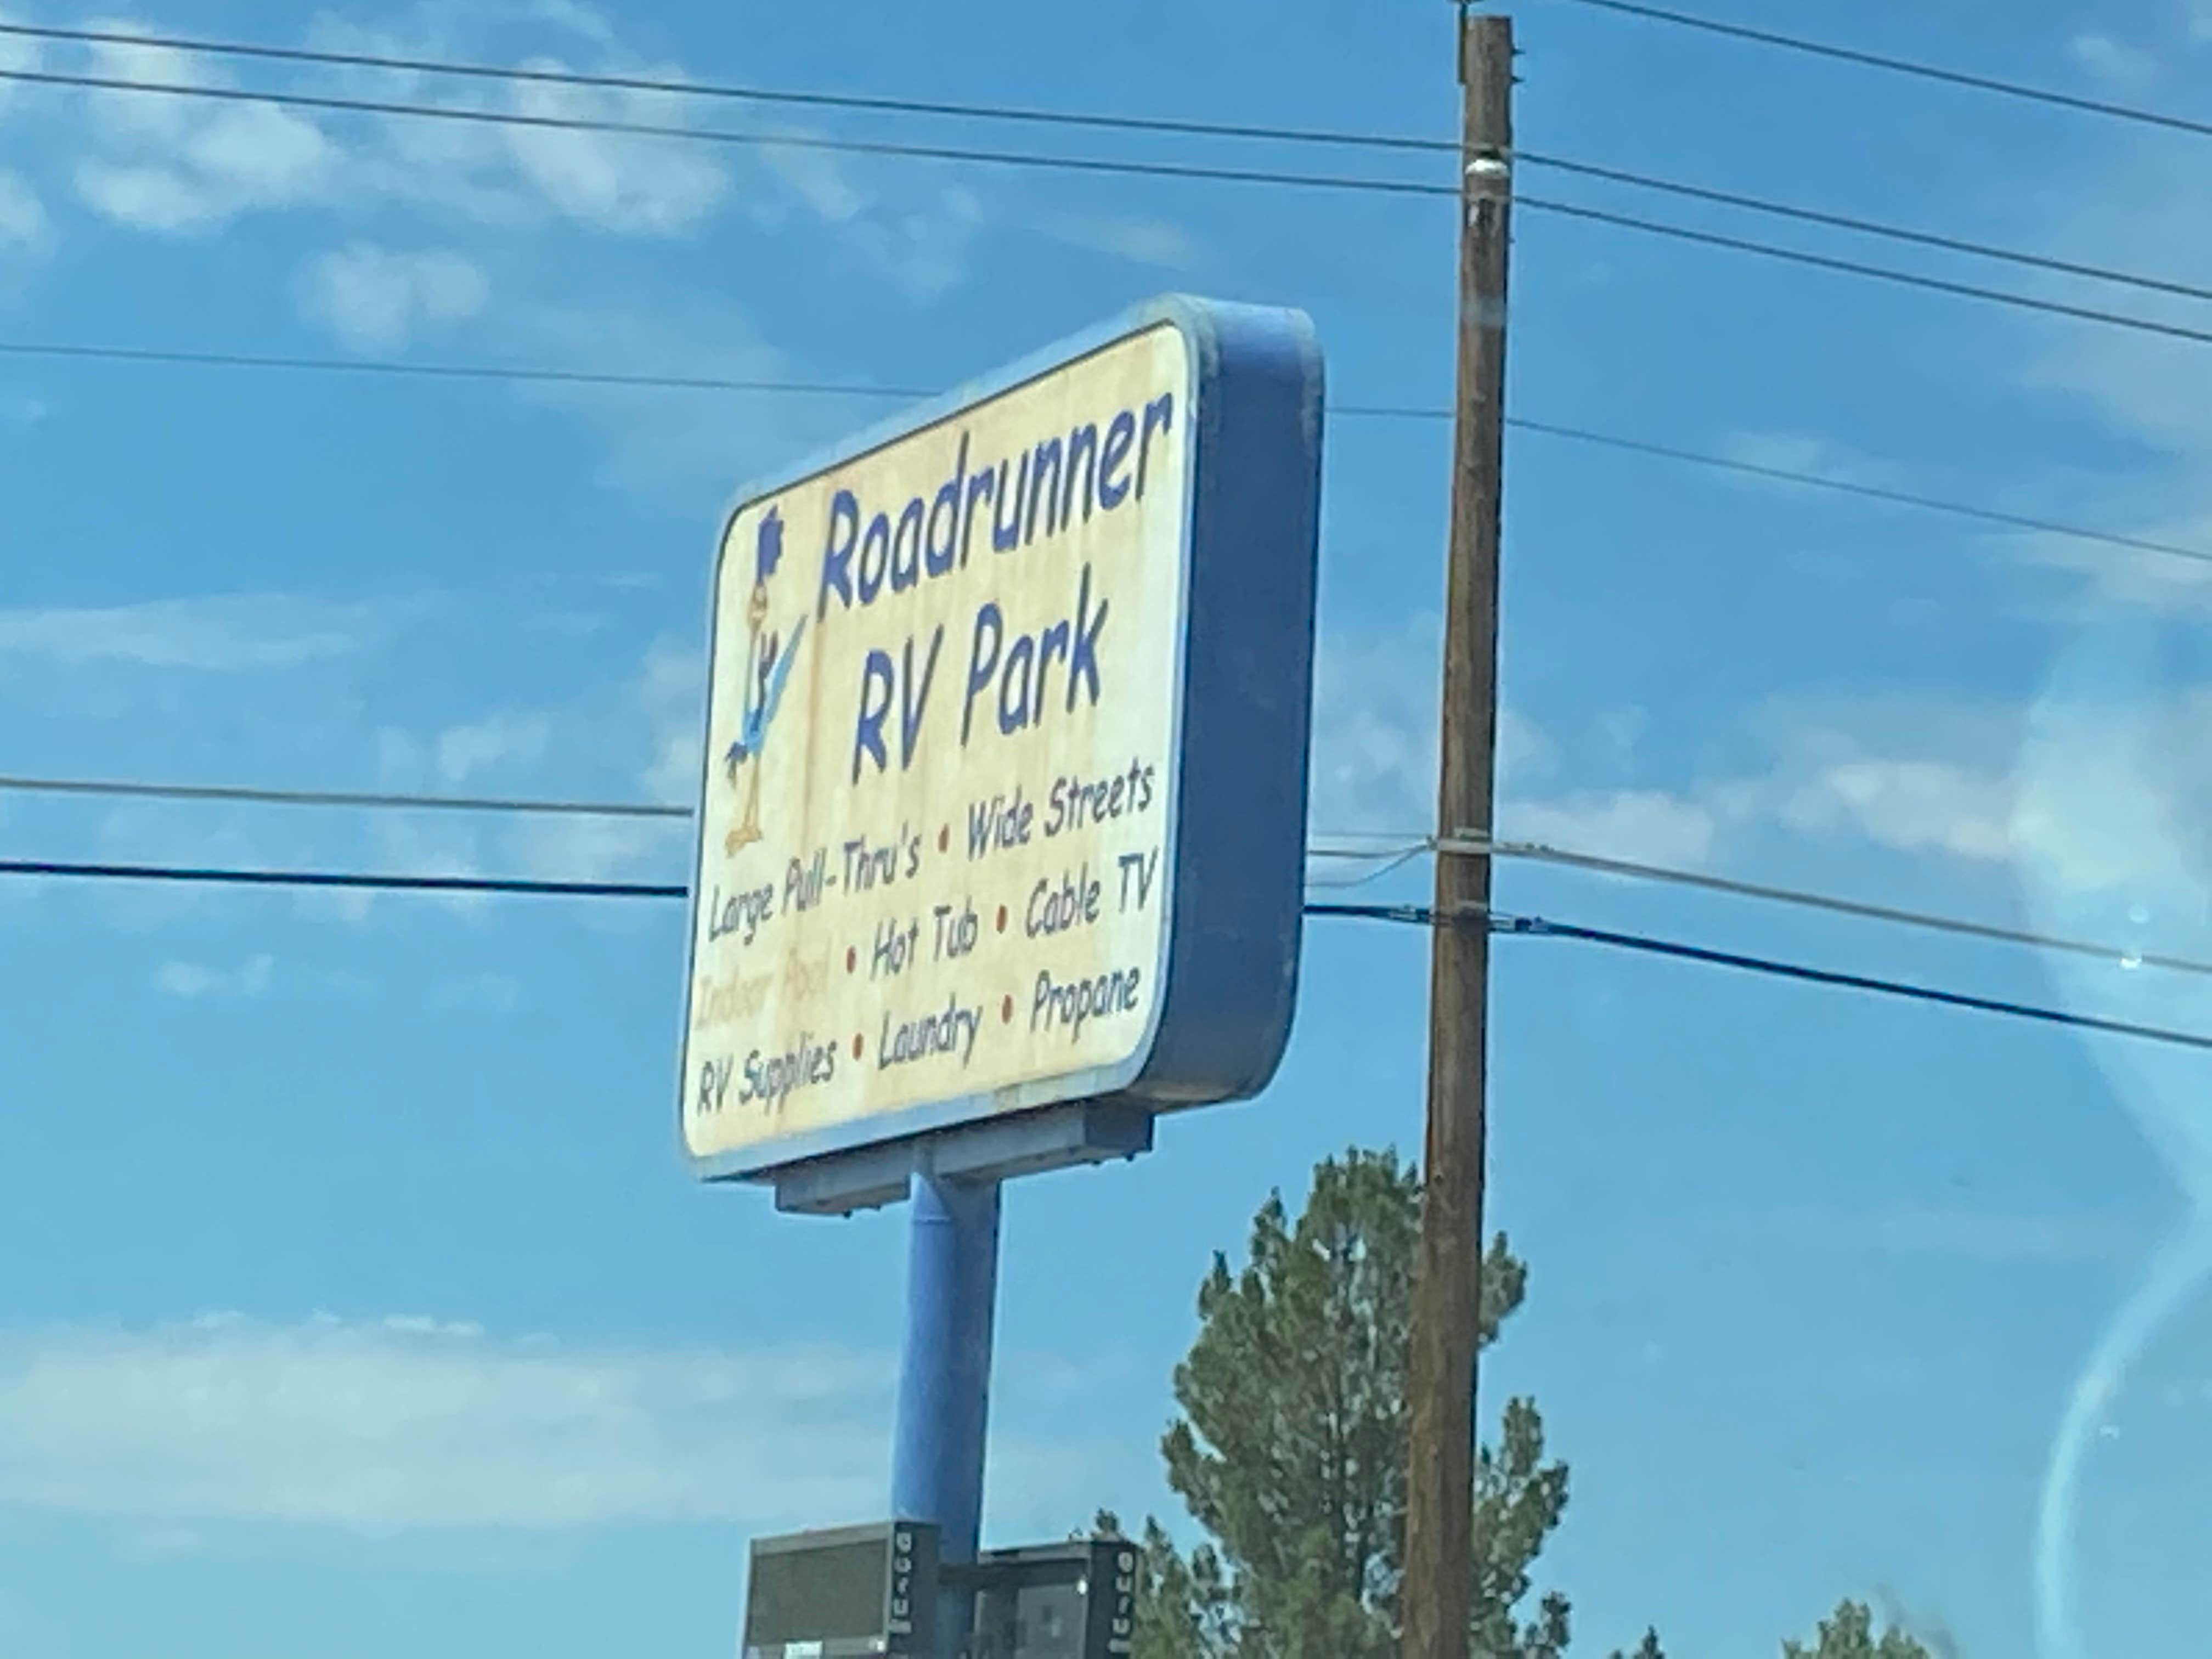 Roadrunner
RV Park
Large Pull-Thru's • Wide Streets
Indoor Pool • Hot Tub • Cable TV
RV Supplies • Laundry • Propane